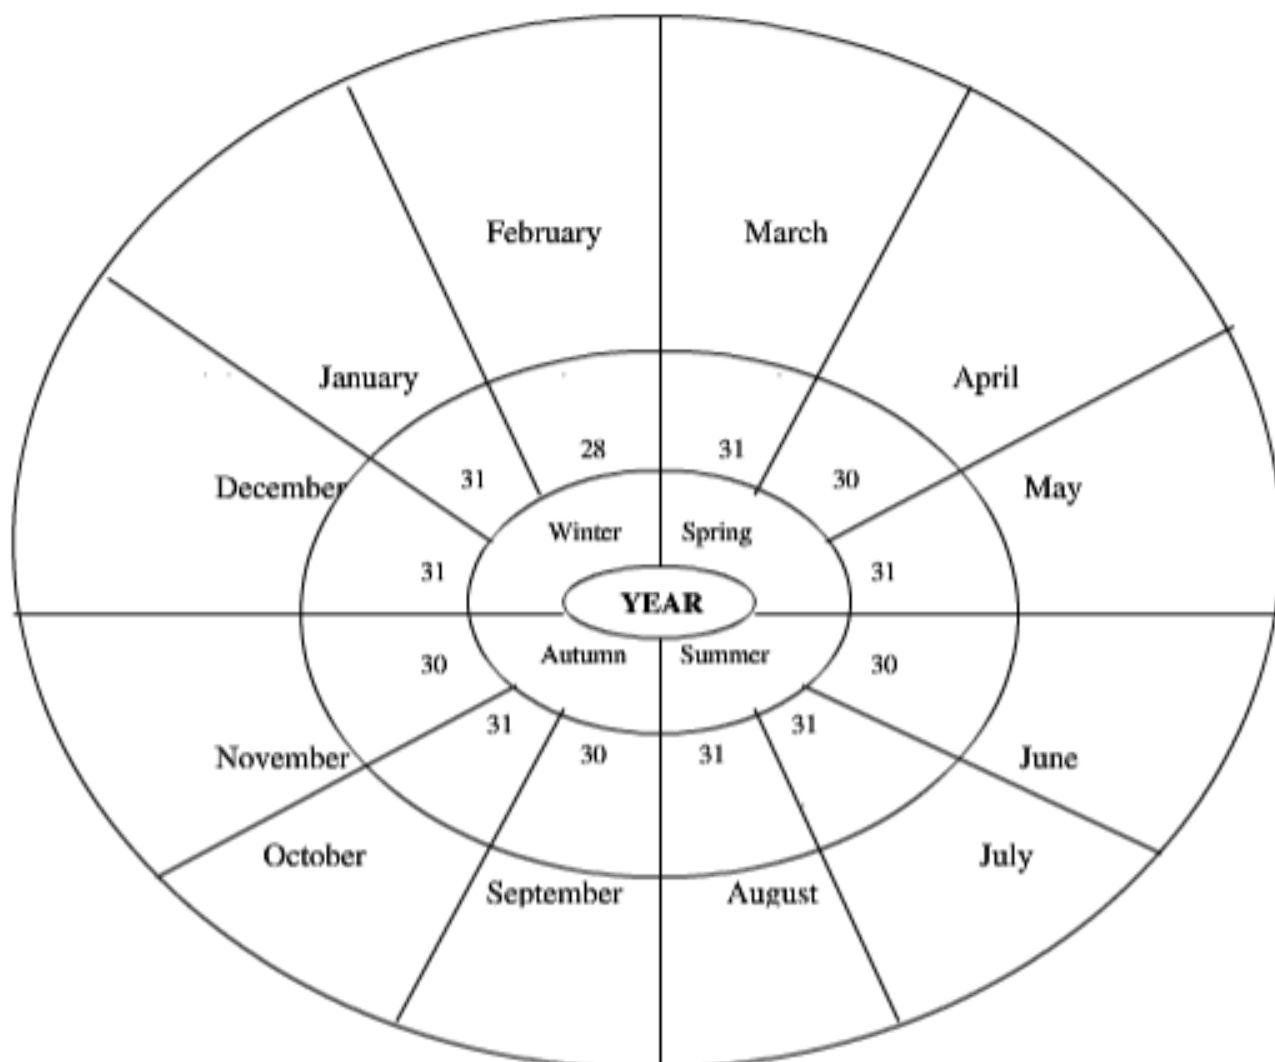 February March
January April
28 31
31 30
December May
Winter Spring
31 31
YEAR
Autumn Summer
30 30
31 31
30 31
November June
October July
September August